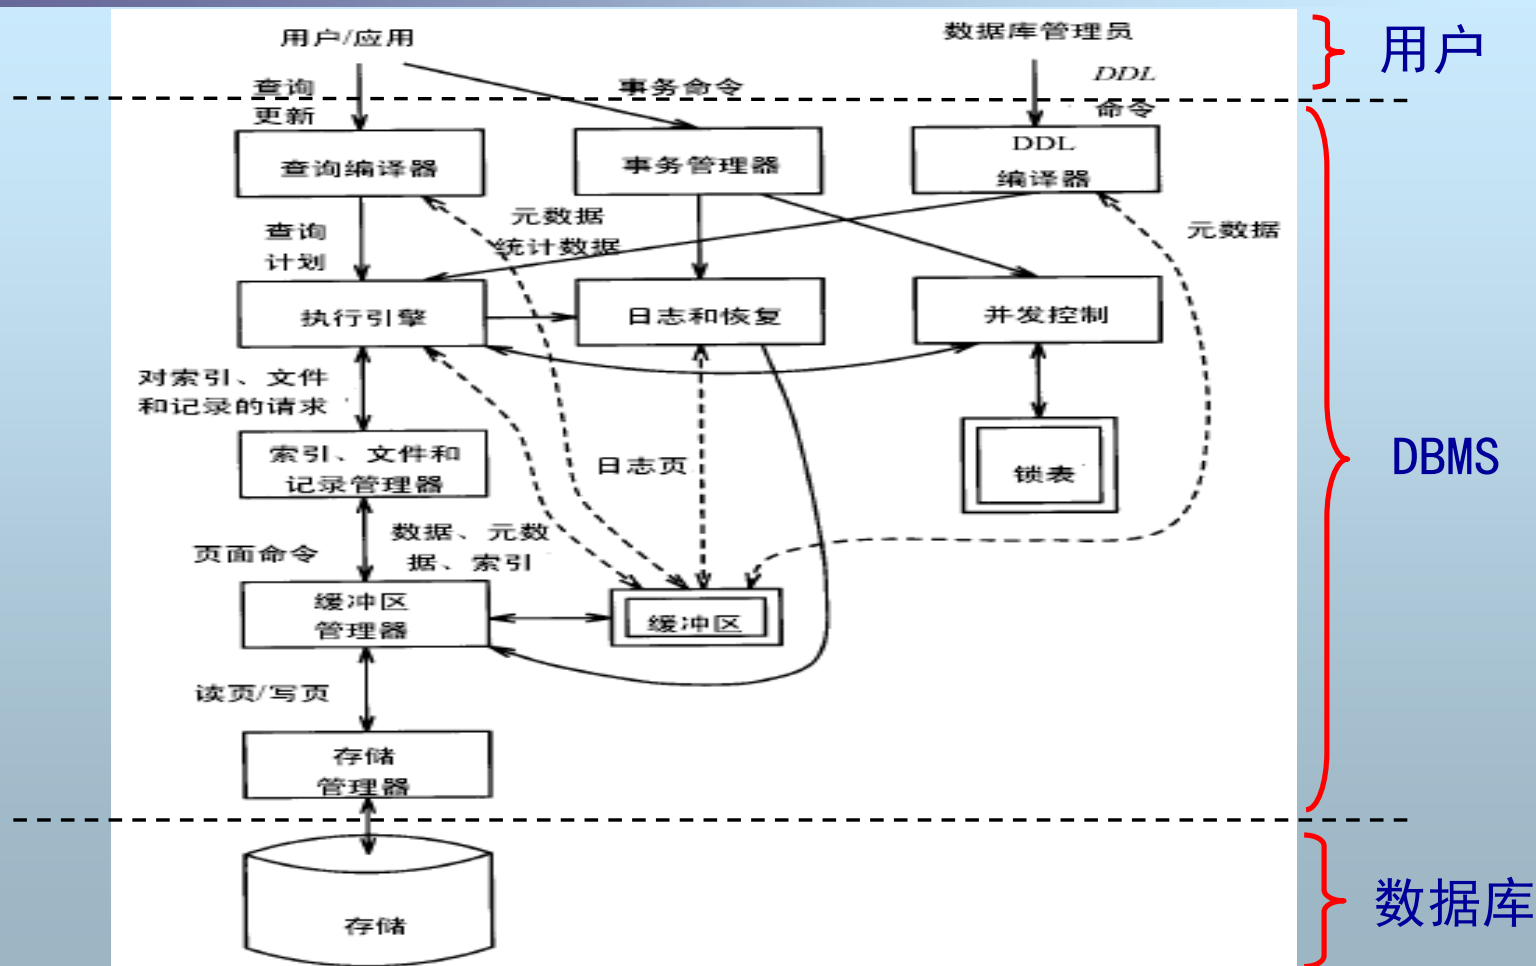 用户/应用
数据库管理员
用户
查询
更新
事务命令
DDL
命令
查询编译器
事务管理器
DDL
编译器
查询
计划
元数据
统计数据
元数据
执行引擎
日志和恢复
并发控制
对索引、文件
和记录的请求
索引、文件和
记录管理器
日志页
锁表
DBMS
页面命令
数据、元数
据、索引
缓冲区
管理器
缓冲区
读页/写页
存储
管理器
存储
数据库